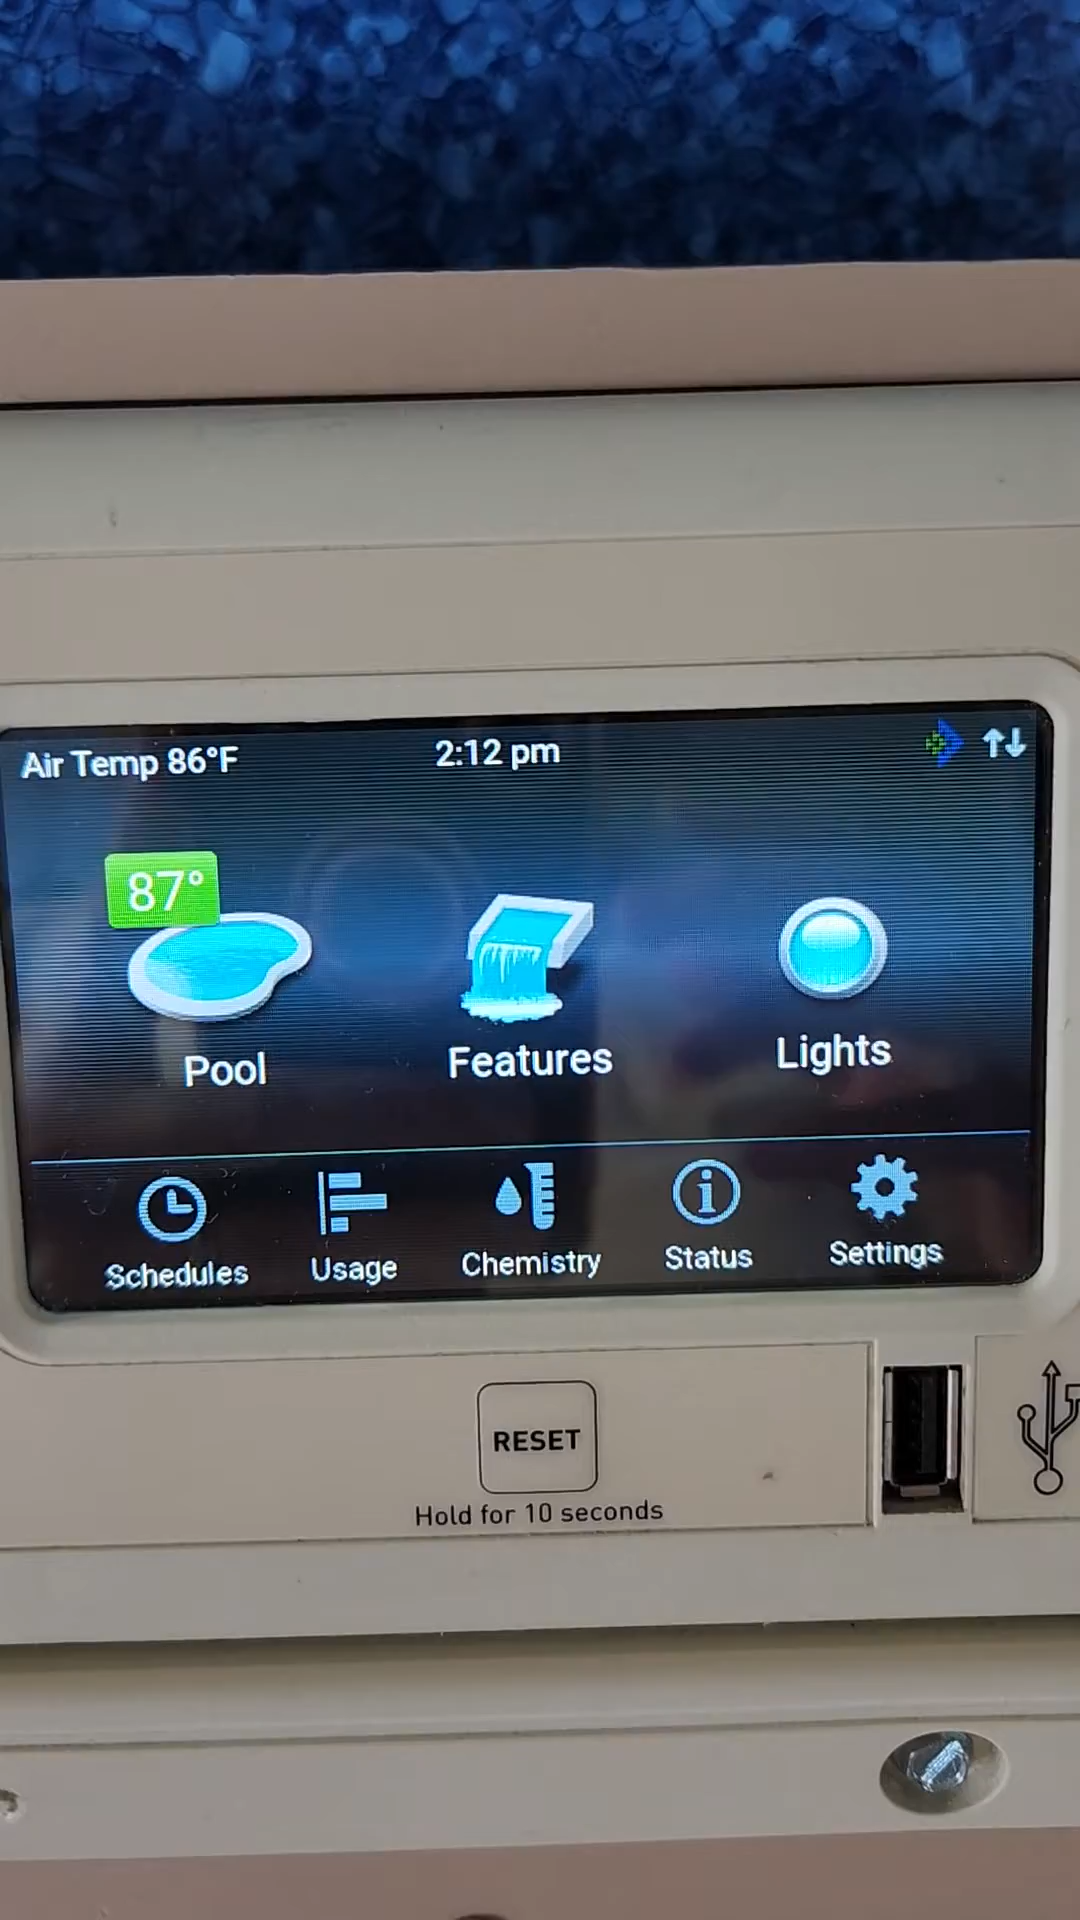 Air Temp 86°F 2:12 pm
87°
Pool Features Lights
Schedules Usage Chemistry Status Settings
RESET
Hold for 10 seconds